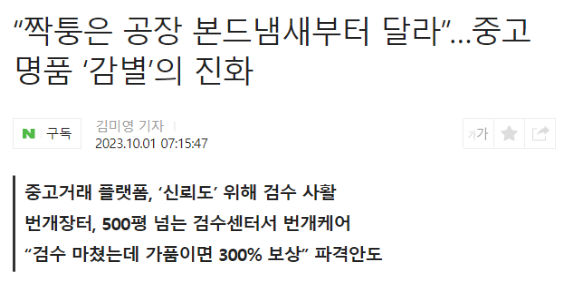 “짝퉁은 공장 본드냄새부터 달라”…중고
명품 ‘감별’의 진화
N 구독
김미영 기자
2023.10.01 07:15:47
가가
중고거래 플랫폼, ‘신뢰도’ 위해 검수 사활
번개장터, 500평 넘는 검수센터서 번개케어
“검수 마쳤는데 가품이면 300% 보상” 파격안도